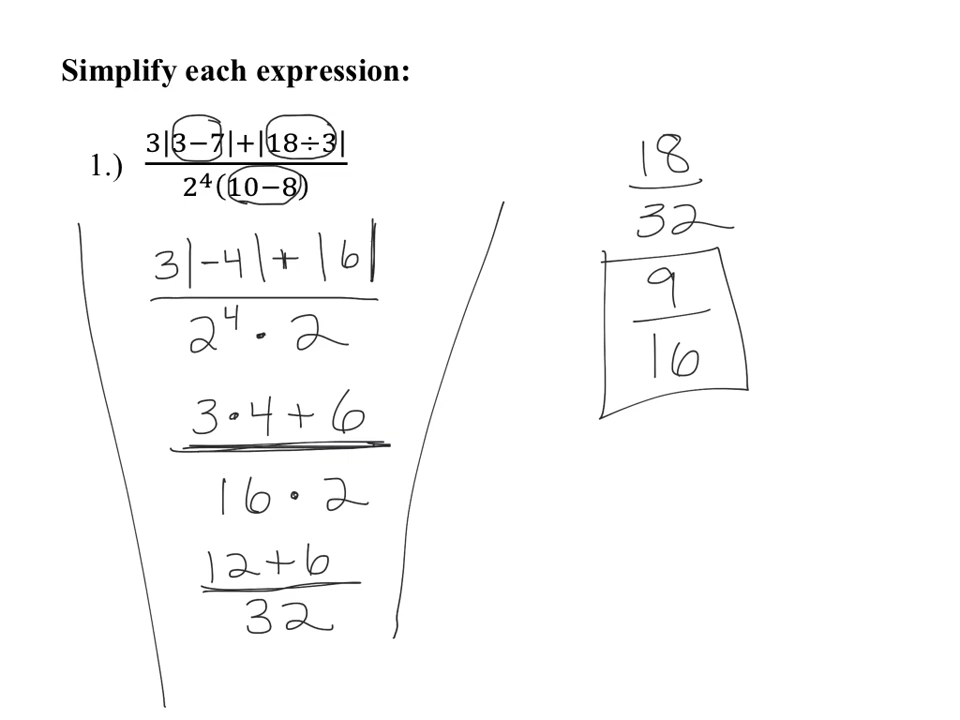 Simplify each expression:
1.) 3|3−7|+|18÷3|
2⁴(10−8)
3|-4| + |6|
2⁴ · 2
3·4 + 6
16 · 2
12+6
32
18
32
9
16